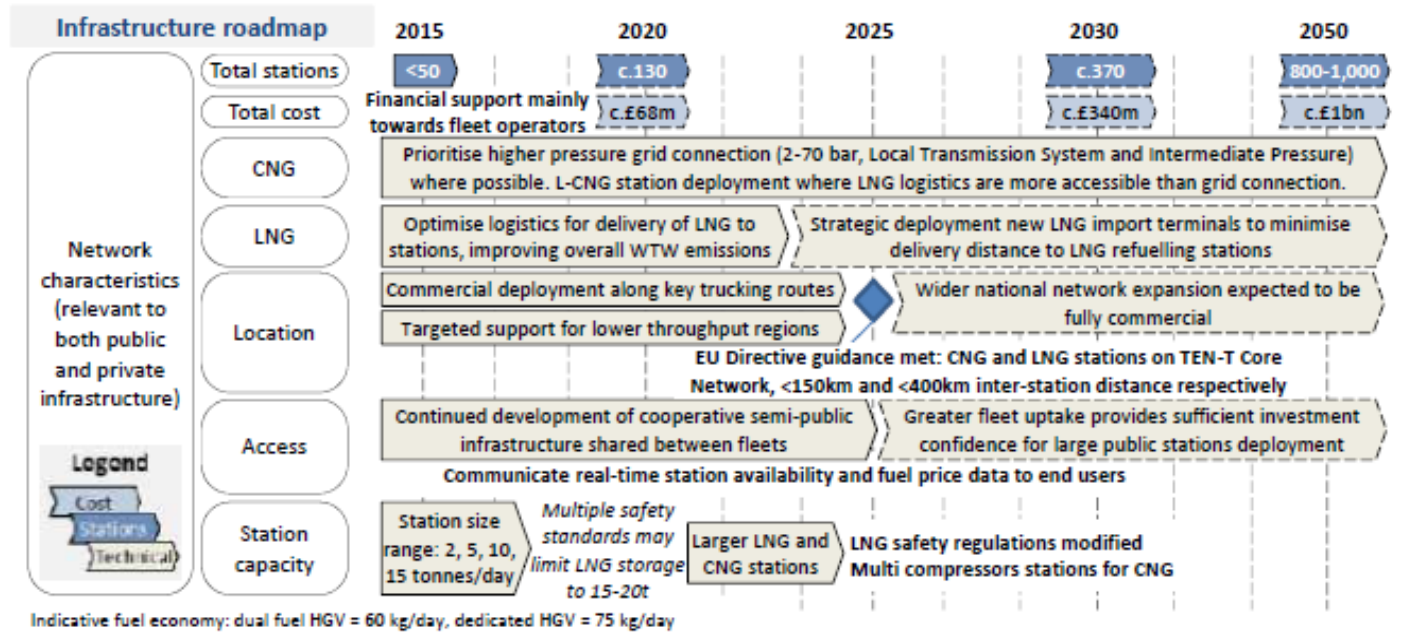 Infrastructure roadmap
2015 2020 2025 2030 2050
Total stations
<50 c.130 c.370 800-1,000
Total cost
Financial support mainly
towards fleet operators
c.£68m c.£340m c.£1bn
CNG
Prioritise higher pressure grid connection (2-70 bar, Local Transmission System and Intermediate Pressure)
where possible. L-CNG station deployment where LNG logistics are more accessible than grid connection.
LNG
Optimise logistics for delivery of LNG to
stations, improving overall WTW emissions
Strategic deployment new LNG import terminals to minimise
delivery distance to LNG refuelling stations
Network
characteristics
(relevant to
both public
and private
infrastructure)
Location
Commercial deployment along key trucking routes
Targeted support for lower throughput regions
Wider national network expansion expected to be
fully commercial
EU Directive guidance met: CNG and LNG stations on TEN-T Core
Network, <150km and <400km inter-station distance respectively
Access
Continued development of cooperative semi-public
infrastructure shared between fleets
Greater fleet uptake provides sufficient investment
confidence for large public stations deployment
Communicate real-time station availability and fuel price data to end users
Legend
Cost
Stations
Technical
Station
capacity
Station size
range: 2, 5, 10,
15 tonnes/day
Multiple safety
standards may
limit LNG storage
to 15-20t
Larger LNG and
CNG stations
LNG safety regulations modified
Multi compressors stations for CNG
Indicative fuel economy: dual fuel HGV = 60 kg/day, dedicated HGV = 75 kg/day